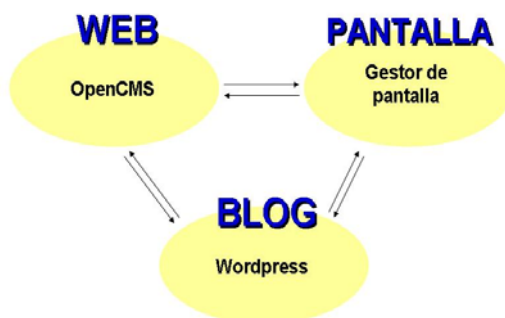 WEB
OpenCMS
PANTALLA
Gestor de
pantalla
BLOG
Wordpress